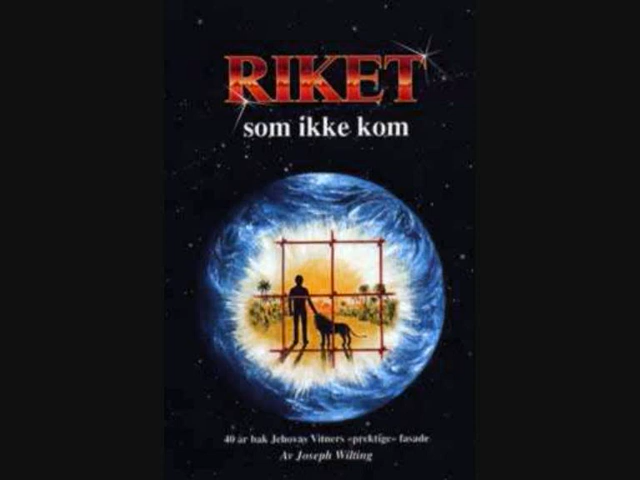 RIKET
som ikke kom
40 år bak Jehovas Vitners «prektige» fasade
Av Joseph Wilting